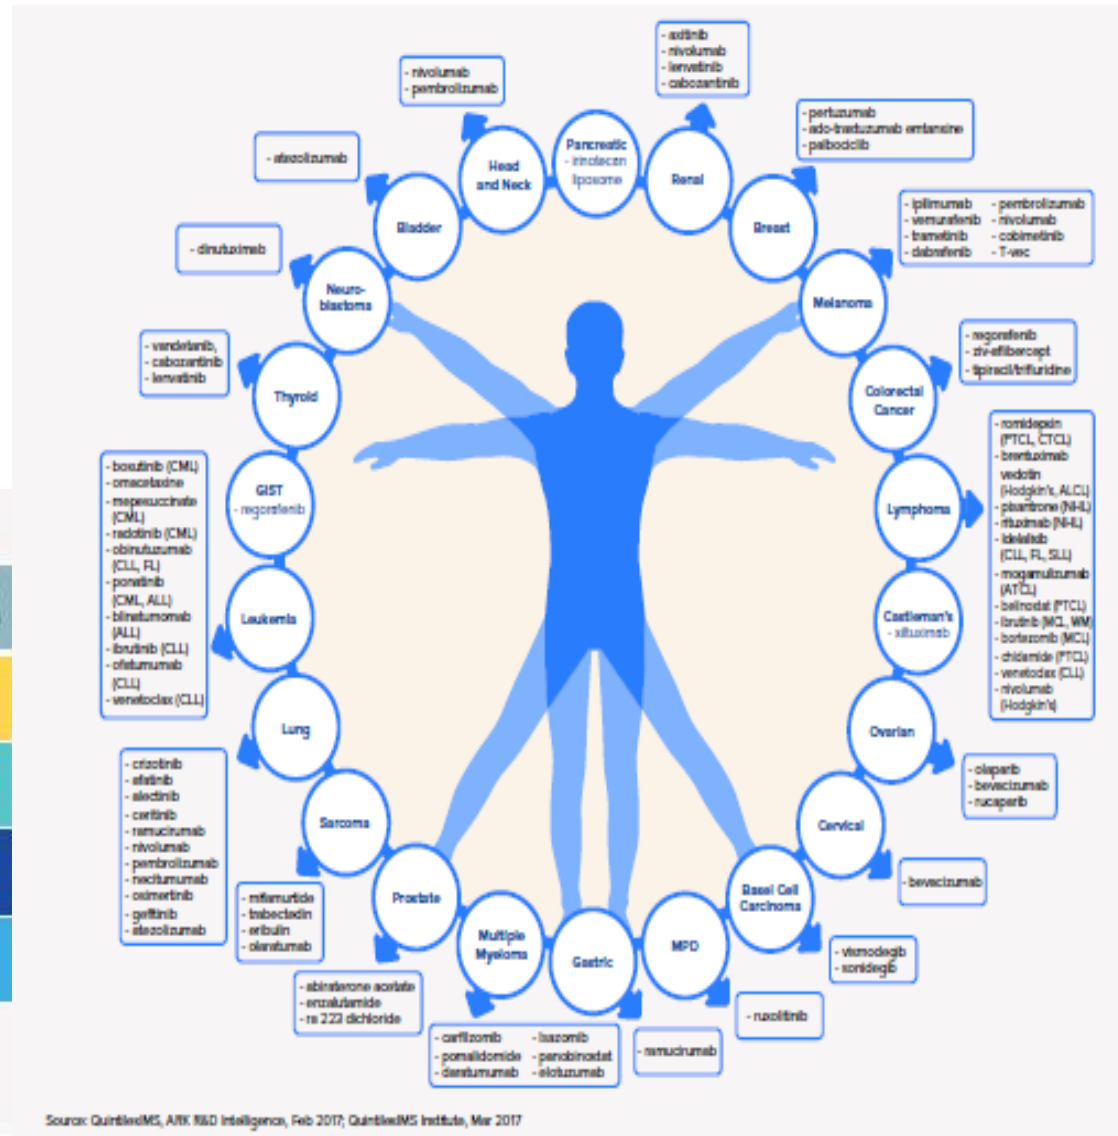 - nivolumab
- pembrolizumab
- axitinib
- nivolumab
- lenvatinib
- cabozantinib
- pertuzumab
- ado-trastuzumab emtansine
- palbociclib
- atezolizumab
Head
and Neck
Pancreatic
- irinotecan
liposome
Renal
Bladder
Breast
- ipilimumab - pembrolizumab
- vemurafenib - nivolumab
- trametinib - cobimetinib
- dabrafenib - T-vec
- dinutuximab
Neuro-
blastoma
Melanoma
- vandetanib,
- cabozantinib
- lenvatinib
Thyroid
Colorectal
Cancer
- regorafenib
- ziv-aflibercept
- tipiracil/trifluridine
- bosutinib (CML)
- omacetaxine
- mepesuccinate
(CML)
- radotinib (CML)
- obinutuzumab
(CLL, FL)
- ponatinib
(CML, ALL)
- blinatumomab
(ALL)
- ibrutinib (CLL)
- ofatumumab
(CLL)
- venetoclax (CLL)
GIST
- regorafenib
Leukemia
Lymphoma
- romidepsin
(PTCL, CTCL)
- brentuximab
vedotin
(Hodgkin's, ALCL)
- pixantrone (NHL)
- rituximab (NHL)
- idelalisib
(CLL, FL, SLL)
- mogamulizumab
(ATCL)
- belinostat (PTCL)
- ibrutinib (MCL, WM)
- bortezomib (MCL)
- chidamide (PTCL)
- venetoclax (CLL)
- nivolumab
(Hodgkin's)
Castleman's
- siltuximab
Lung
Ovarian
- crizotinib
- afatinib
- alectinib
- ceritinib
- ramucirumab
- nivolumab
- pembrolizumab
- necitumumab
- osimertinib
- gefitinib
- atezolizumab
- olaparib
- bevacizumab
- rucaparib
Sarcoma
Cervical
- mifamurtide
- trabectedin
- eribulin
- olaratumab
- bevacizumab
Prostate
Basel Cell
Carcinoma
- abiraterone acetate
- enzalutamide
- ra 223 dichloride
Multiple
Myeloma
Gastric
MPD
- vismodegib
- sonidegib
- carfilzomib - Ixazomib
- pomalidomide - panobinostat
- daratumumab - elotuzumab
- ramucirumab
- ruxolitinib
Source: QuintilesIMS, ARK R&D Intelligence, Feb 2017; QuintilesIMS Institute, Mar 2017